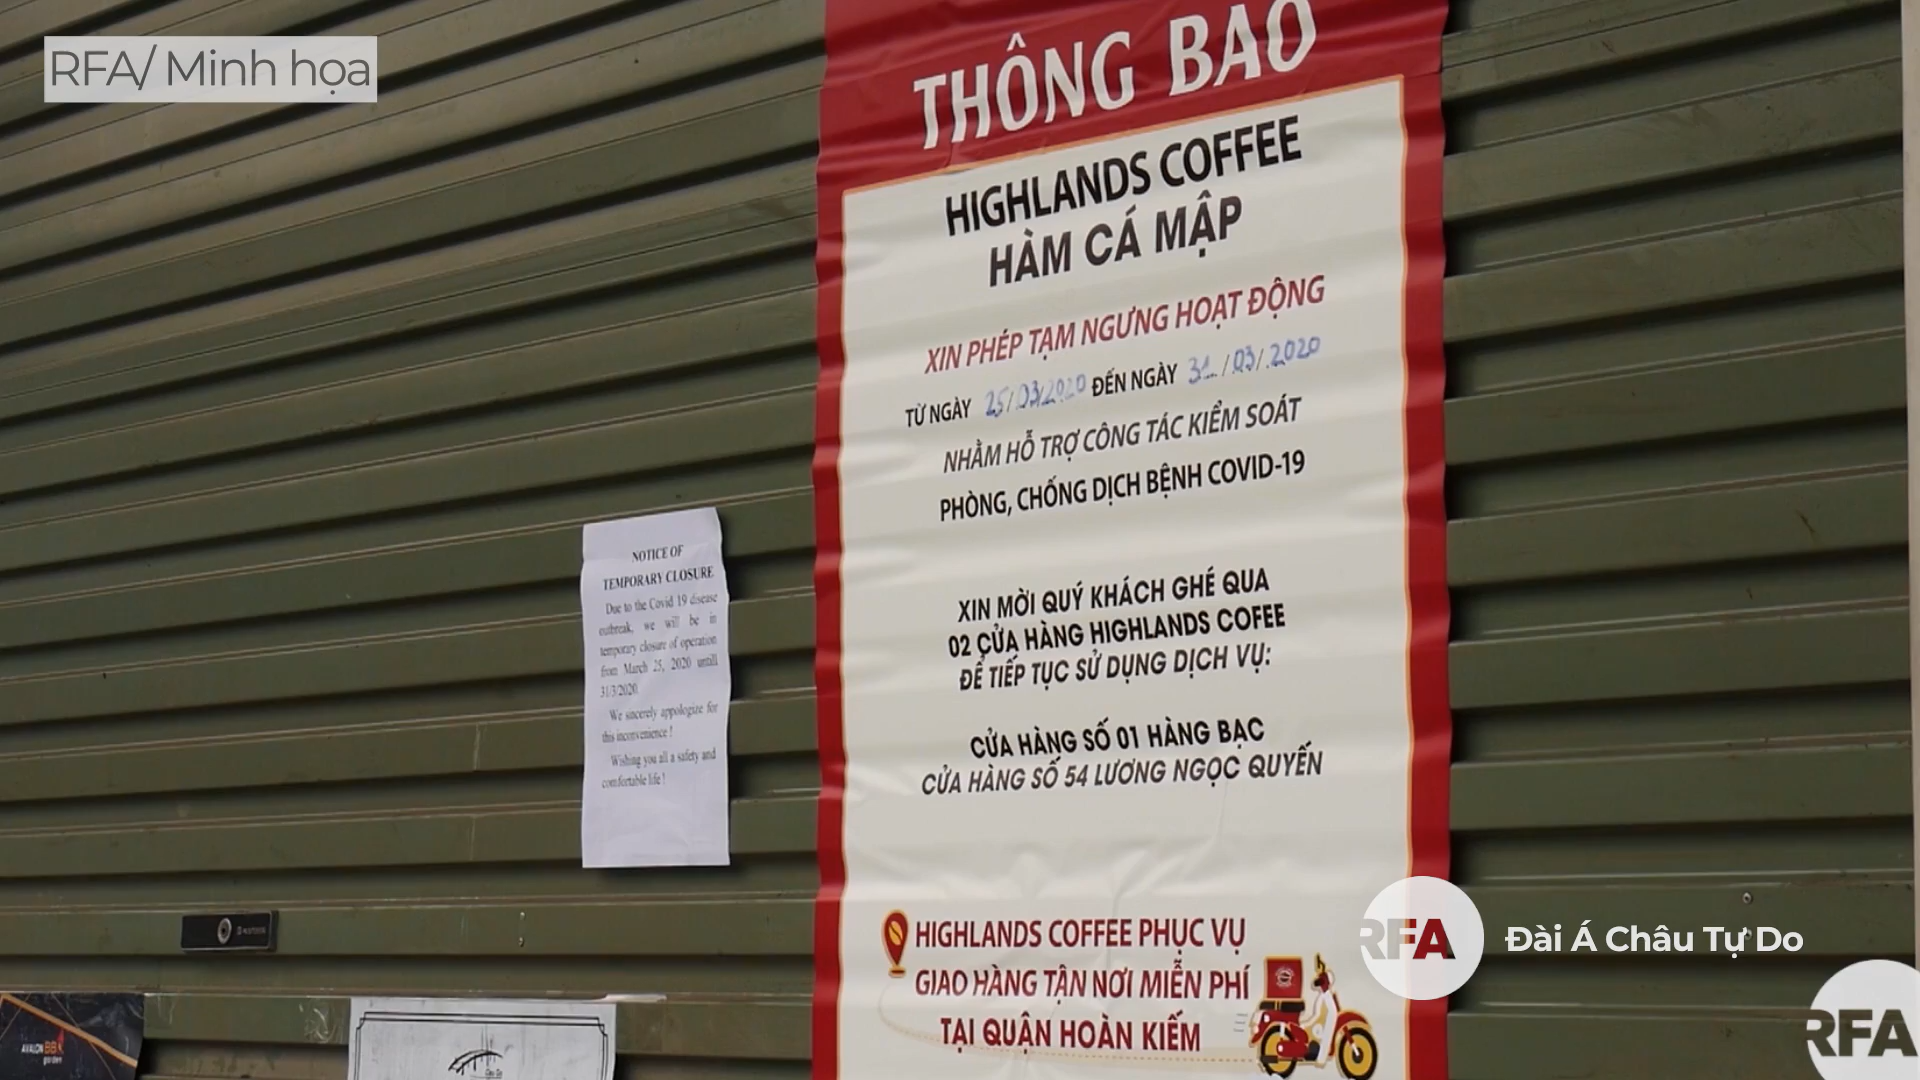 RFA/ Minh họa
THÔNG BÁO
HIGHLANDS COFFEE
HÀM CÁ MẬP
XIN PHÉP TẠM NGƯNG HOẠT ĐỘNG
TỪ NGÀY 25/03/2020 ĐẾN NGÀY 31/03/2020
NHẰM HỖ TRỢ CÔNG TÁC KIỂM SOÁT
PHÒNG, CHỐNG DỊCH BỆNH COVID-19
XIN MỜI QUÝ KHÁCH GHÉ QUA
02 CỬA HÀNG HIGHLANDS COFEE
ĐỂ TIẾP TỤC SỬ DỤNG DỊCH VỤ:
CỬA HÀNG SỐ 01 HÀNG BẠC
CỬA HÀNG SỐ 54 LƯƠNG NGỌC QUYẾN
HIGHLANDS COFFEE PHỤC VỤ
GIAO HÀNG TẬN NƠI MIỄN PHÍ
TẠI QUẬN HOÀN KIẾM
NOTICE OF
TEMPORARY CLOSURE
Due to the Covid 19 disease
outbreak, we will be in
temporary closure of operation
from March 25, 2020 untill
31/3/2020.
We sincerely appologize for
this inconvenience !
Wishing you all a safety and
comfortable life !
AVALON BB
garden
RFA
Đài Á Châu Tự Do
RFA